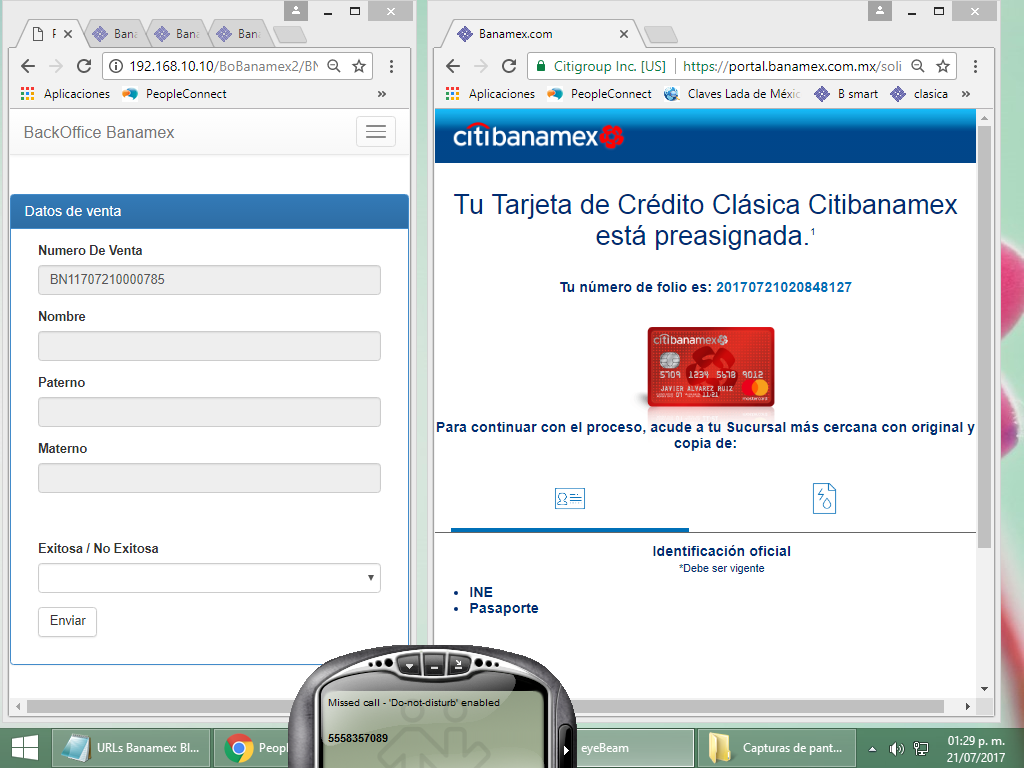 P
Bana
Bana
Bana
192.168.10.10/BoBanamex2/BN
Aplicaciones
PeopleConnect
»
BackOffice Banamex
Datos de venta
Numero De Venta
BN11707210000785
Nombre
Paterno
Materno
Exitosa / No Exitosa
Enviar
Banamex.com
Citigroup Inc. [US]
https://portal.banamex.com.mx/soli
Aplicaciones
PeopleConnect
Claves Lada de Méxic
B smart
clasica
»
citibanamex
Tu Tarjeta de Crédito Clásica Citibanamex
está preasignada.1
Tu número de folio es: 20170721020848127
citibanamex
5709 1234 5678 9012
JAVIER ALVAREZ RUIZ
07 11/21
mastercard
Para continuar con el proceso, acude a tu Sucursal más cercana con original y
copia de:
Identificación oficial
*Debe ser vigente
• INE
• Pasaporte
Missed call - 'Do-not-disturb' enabled
5558357089
URLs Banamex: Bl...
Peopl
eyeBeam
Capturas de pant...
01:29 p. m.
21/07/2017